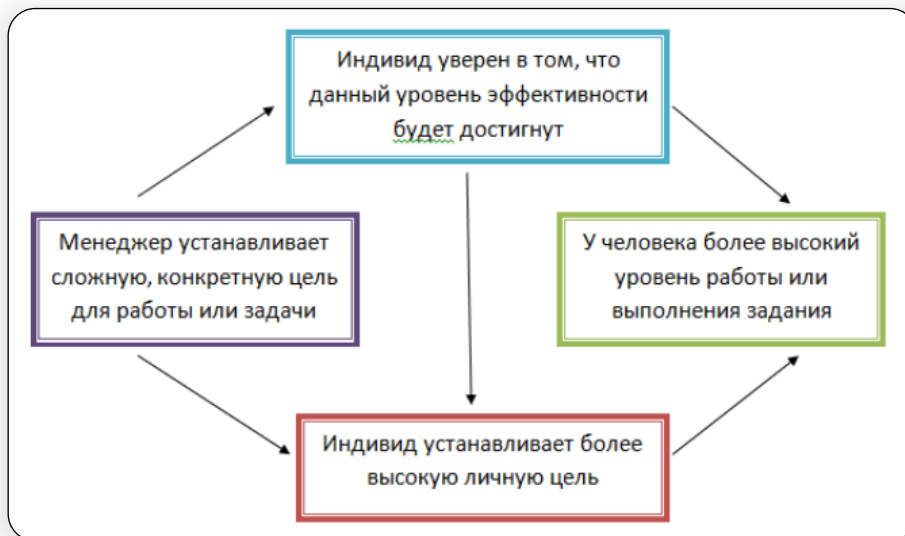 Индивид уверен в том, что
данный уровень эффективности
будет достигнут
Менеджер устанавливает
сложную, конкретную цель
для работы или задачи
У человека более высокий
уровень работы или
выполнения задания
Индивид устанавливает более
высокую личную цель